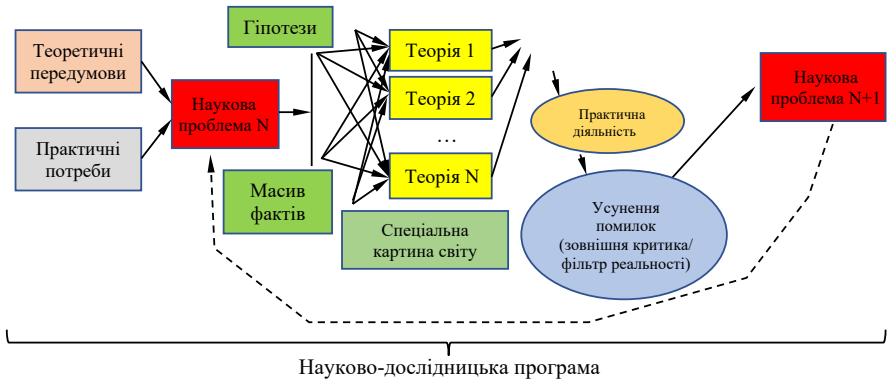 Теоретичні
передумови
Практичні
потреби
Наукова
проблема N
Гіпотези
Масив
фактів
Теорія 1
Теорія 2
…
Теорія N
Спеціальна
картина світу
Практична
діяльність
Усунення
помилок
(зовнішня критика/
фільтр реальності)
Наукова
проблема N+1
Науково-дослідницька програма